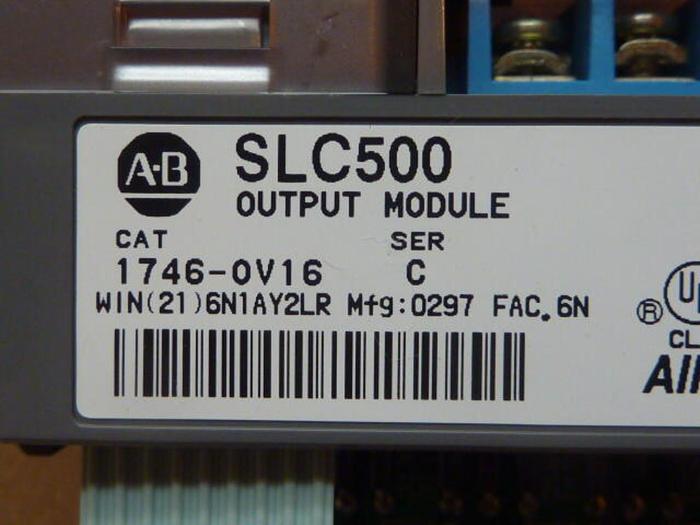 A·B SLC500
OUTPUT MODULE
CAT SER
1746-OV16 C
WIN(21)6N1AY2LR Mfg:0297 FAC.6N
®